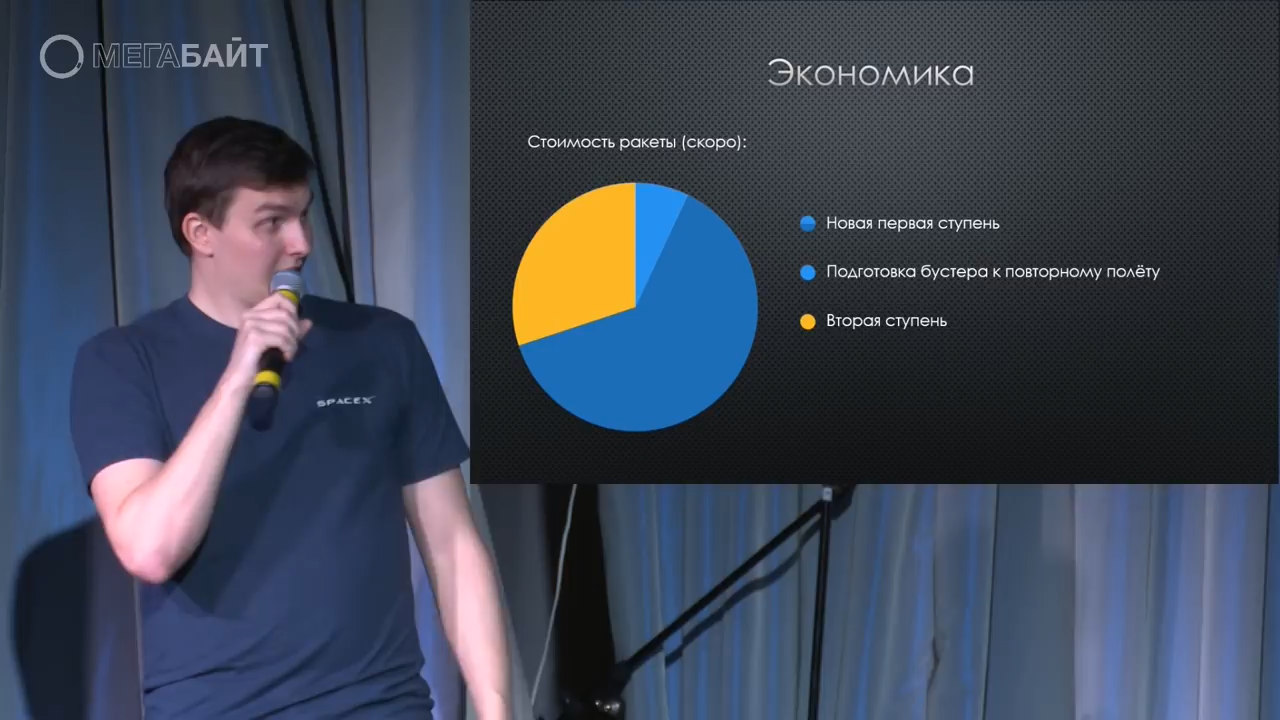 МЕГАБАЙТ
Экономика
Стоимость ракеты (скоро):
Новая первая ступень
Подготовка бустера к повторному полёту
Вторая ступень
SPACEX